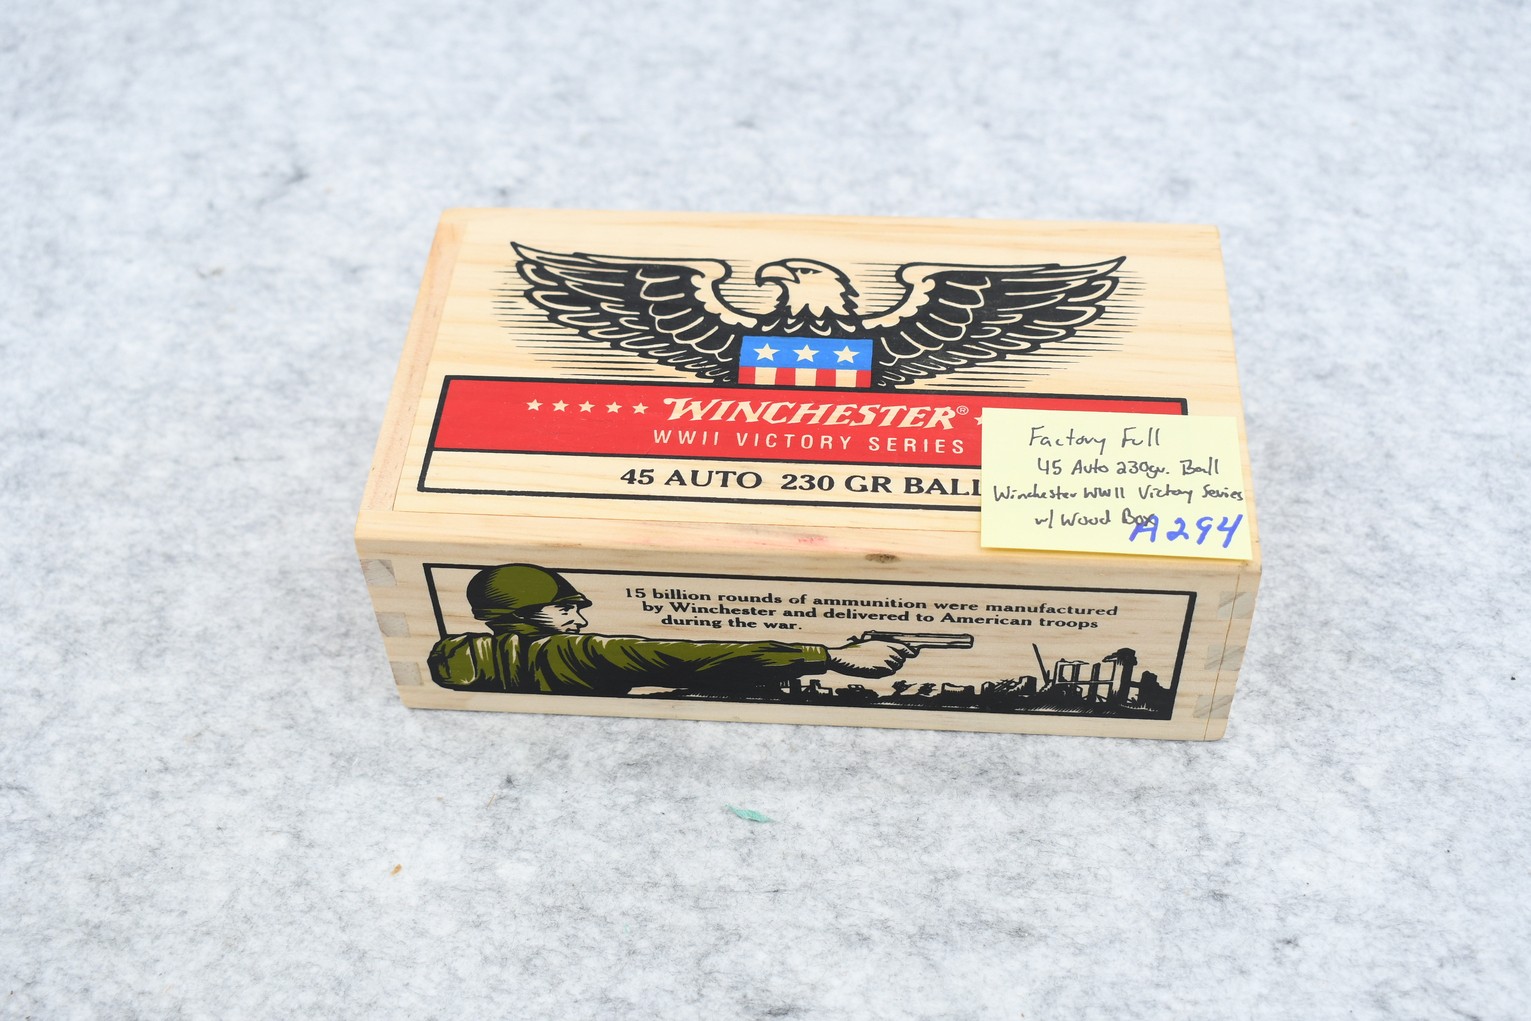 WINCHESTER®
WWII VICTORY SERIES
45 AUTO 230 GR BALL
Factory Full
45 Auto 230gr. Ball
Winchester WWII Victory Series
w/ Wood Box
A294
15 billion rounds of ammunition were manufactured
by Winchester and delivered to American troops
during the war.